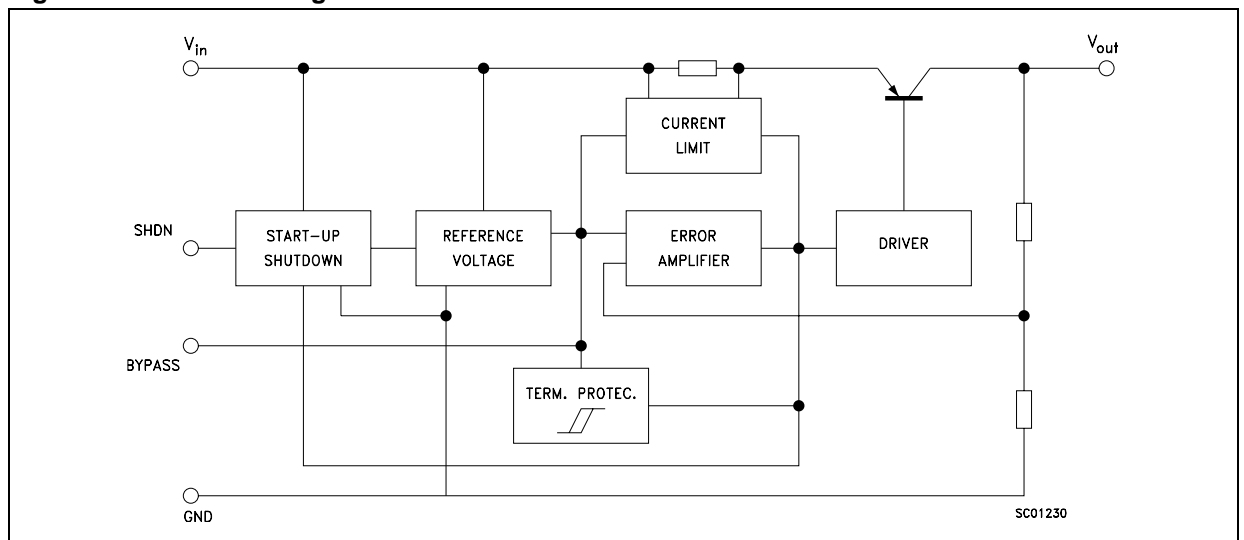 Vin
Vout
CURRENT
LIMIT
SHDN
START-UP
SHUTDOWN
REFERENCE
VOLTAGE
ERROR
AMPLIFIER
DRIVER
BYPASS
TERM. PROTEC.
GND
SC01230